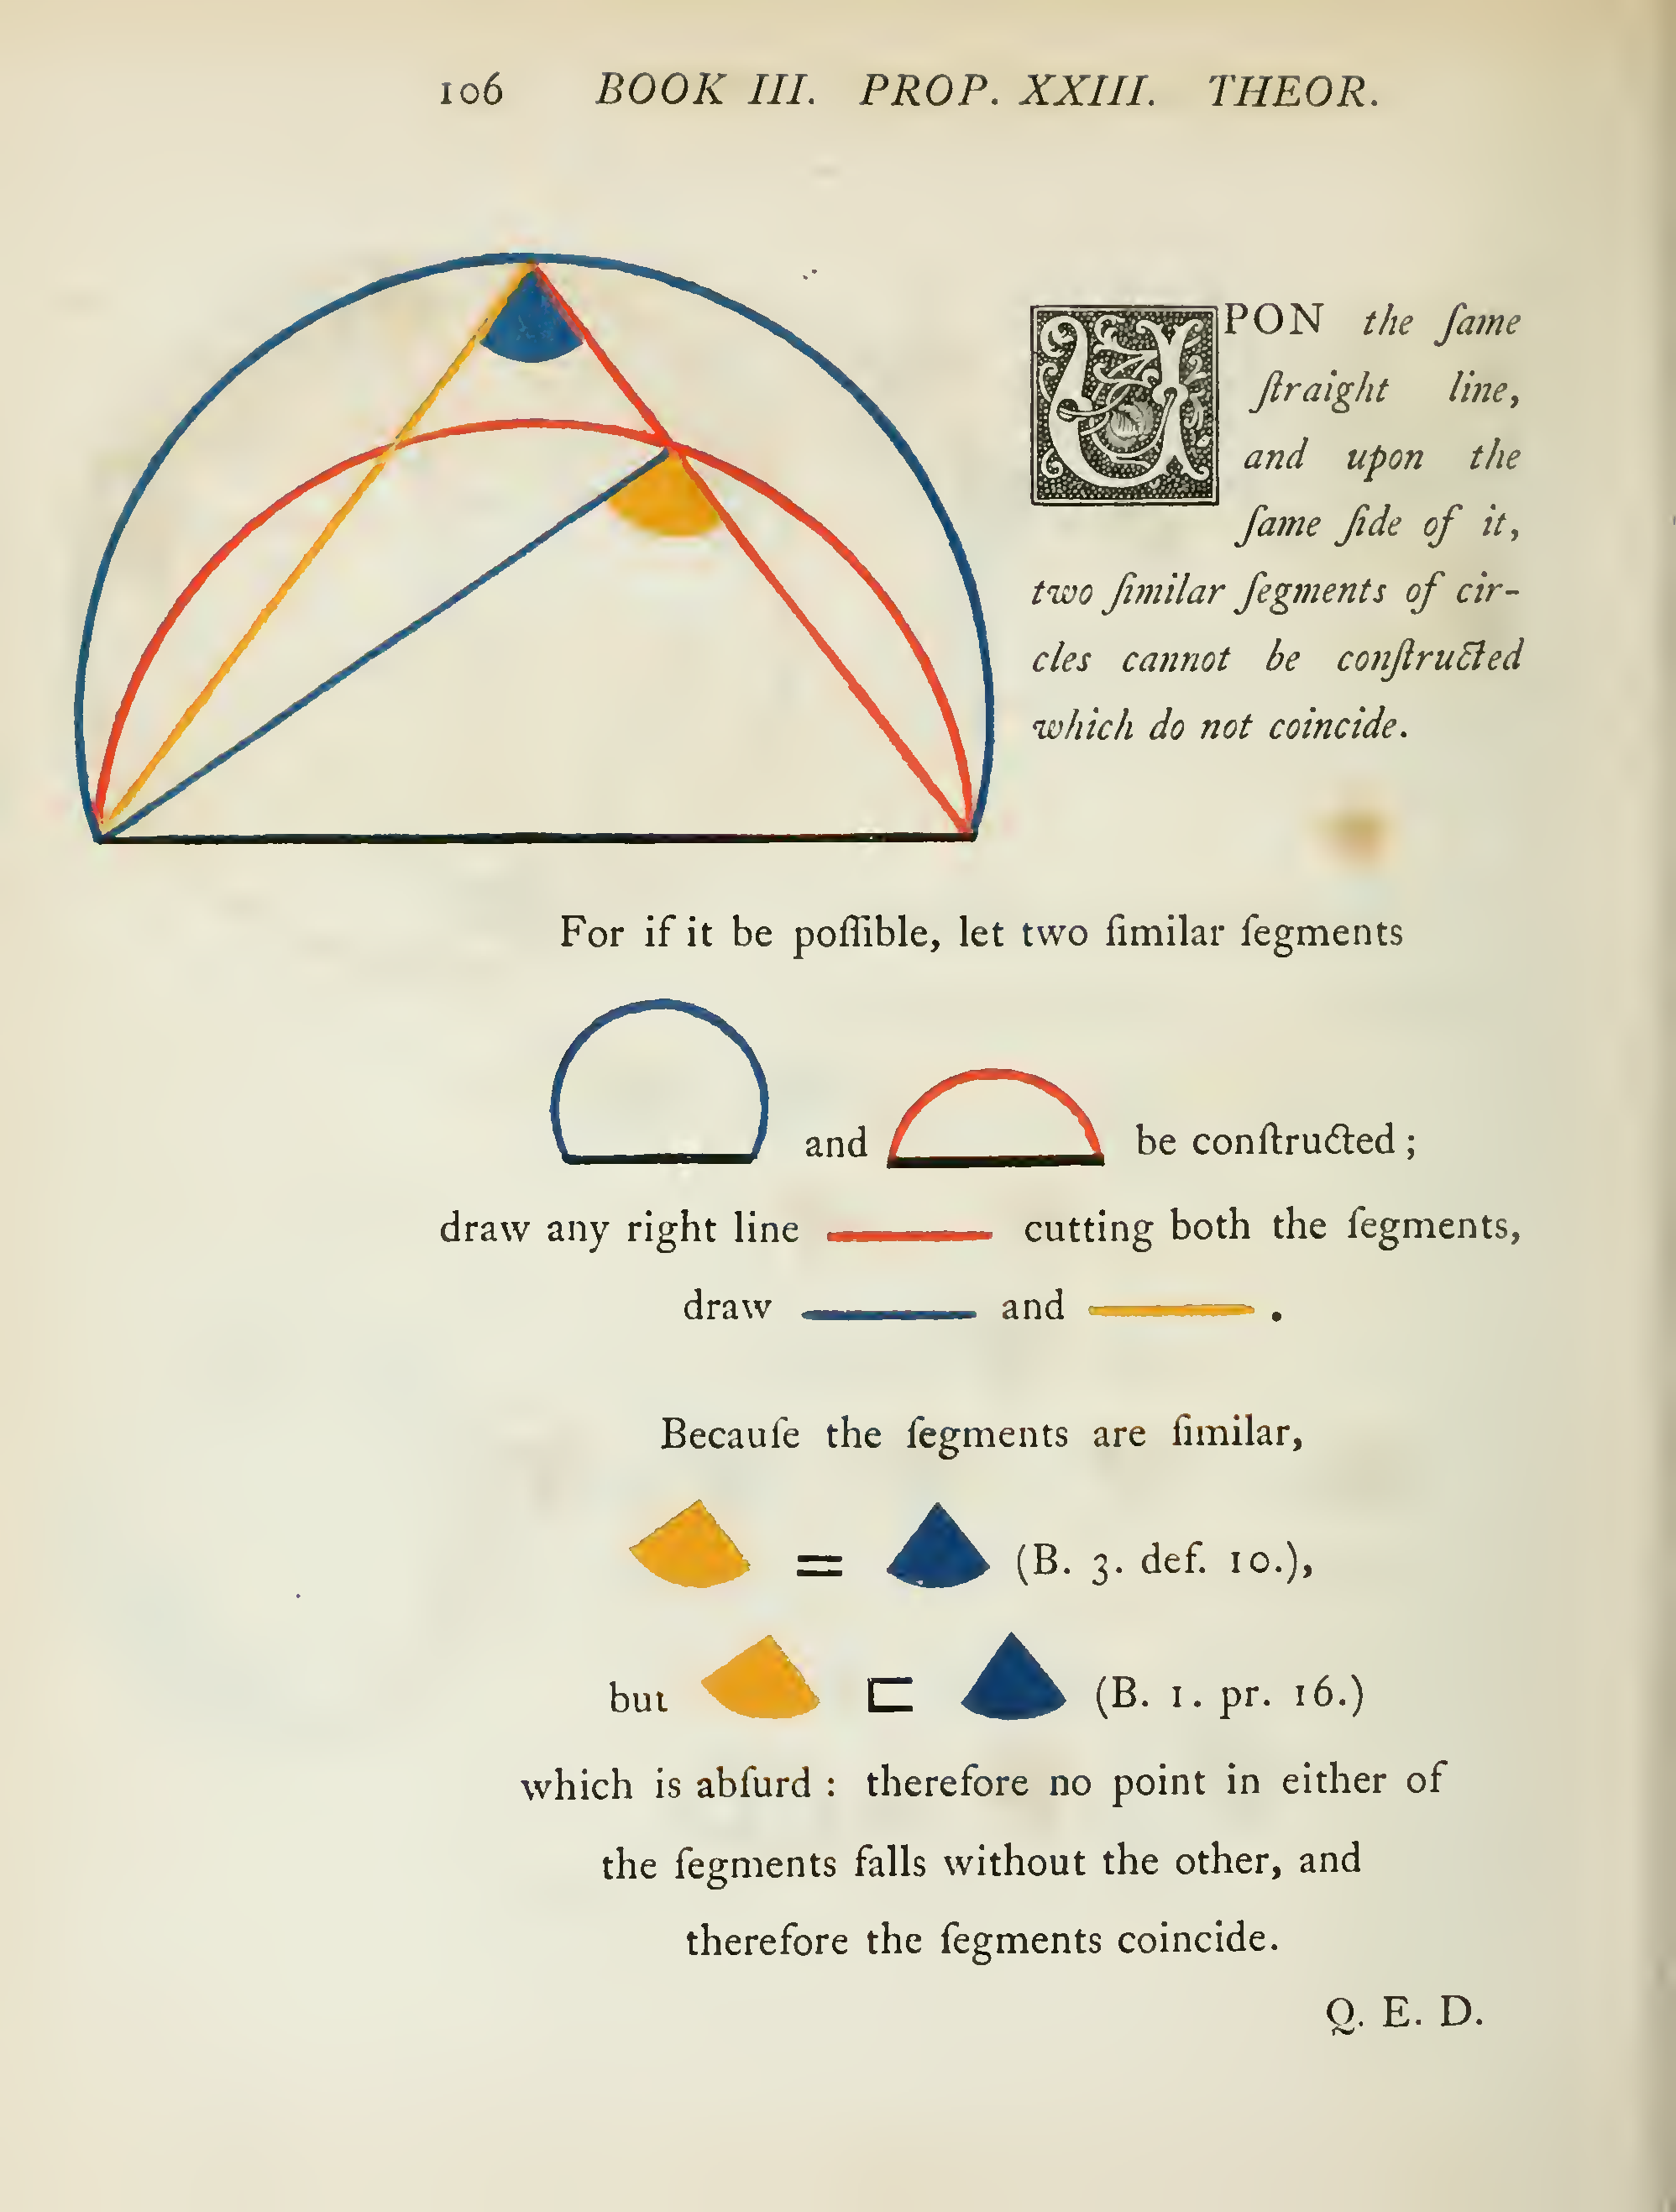 106 BOOK III. PROP. XXIII. THEOR.
UPON the ſame
ſtraight line,
and upon the
ſame ſide of it,
two ſimilar ſegments of cir-
cles cannot be conſtructed
which do not coincide.
For if it be poſſible, let two ſimilar ſegments
and be conſtructed ;
draw any right line cutting both the ſegments,
draw and .
Becauſe the ſegments are ſimilar,
= (B. 3. def. 10.),
but ⊏ (B. 1. pr. 16.)
which is abſurd : therefore no point in either of
the ſegments falls without the other, and
therefore the ſegments coincide.
Q. E. D.